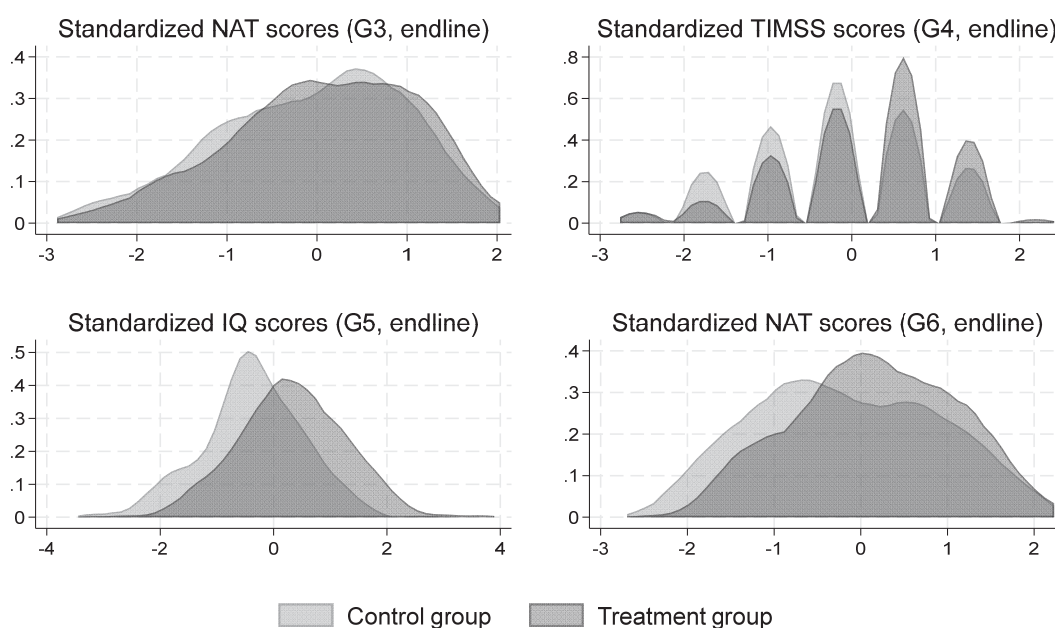 Standardized NAT scores (G3, endline)
.4
.3
.2
.1
0
-3 -2 -1 0 1 2
Standardized TIMSS scores (G4, endline)
.8
.6
.4
.2
0
-3 -2 -1 0 1 2
Standardized IQ scores (G5, endline)
.5
.4
.3
.2
.1
0
-4 -2 0 2 4
Standardized NAT scores (G6, endline)
.4
.3
.2
.1
0
-3 -2 -1 0 1 2
Control group Treatment group